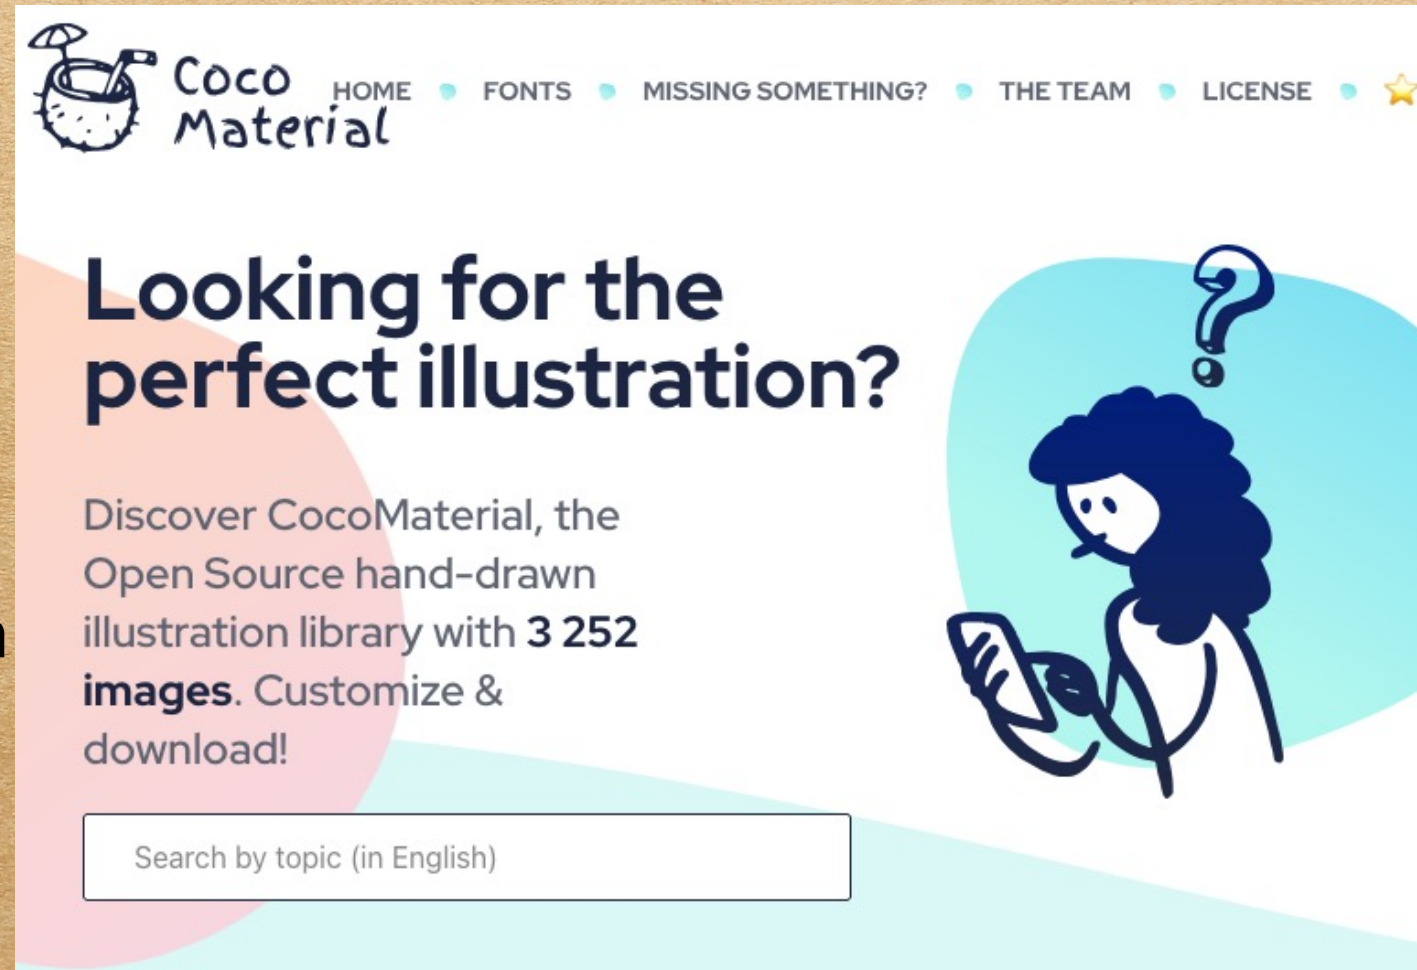 Coco
Material
HOME FONTS MISSING SOMETHING? THE TEAM LICENSE
Looking for the
perfect illustration?
Discover CocoMaterial, the
Open Source hand-drawn
illustration library with 3 252
images. Customize &
download!
Search by topic (in English)